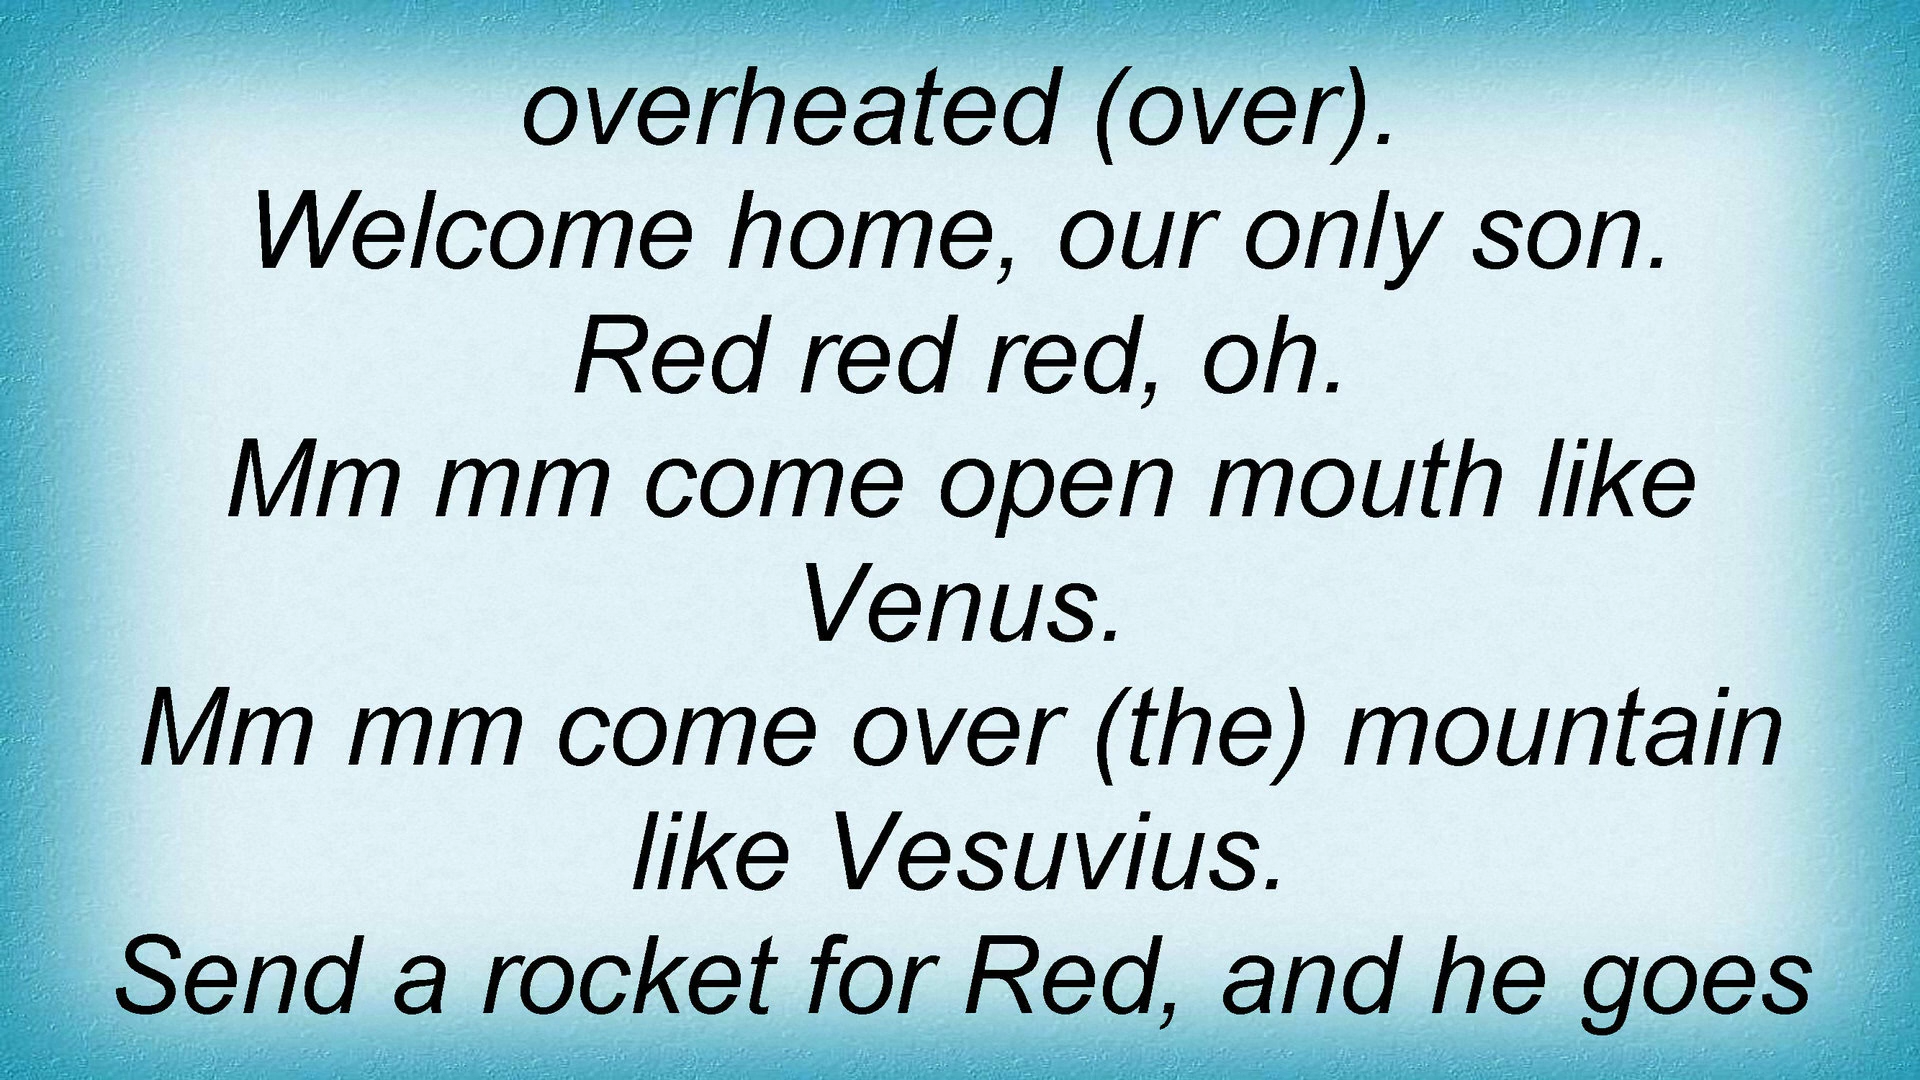 overheated (over).
Welcome home, our only son.
Red red red, oh.
Mm mm come open mouth like
Venus.
Mm mm come over (the) mountain
like Vesuvius.
Send a rocket for Red, and he goes